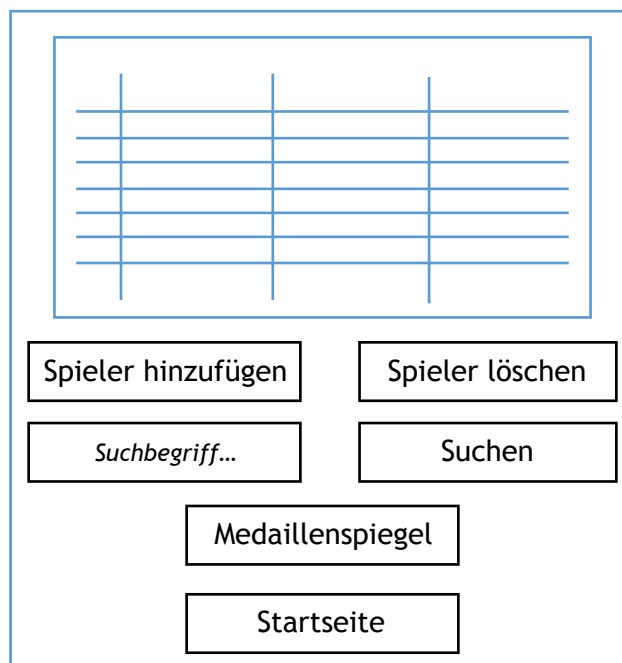 Spieler hinzufügen
Spieler löschen
Suchbegriff…
Suchen
Medaillenspiegel
Startseite